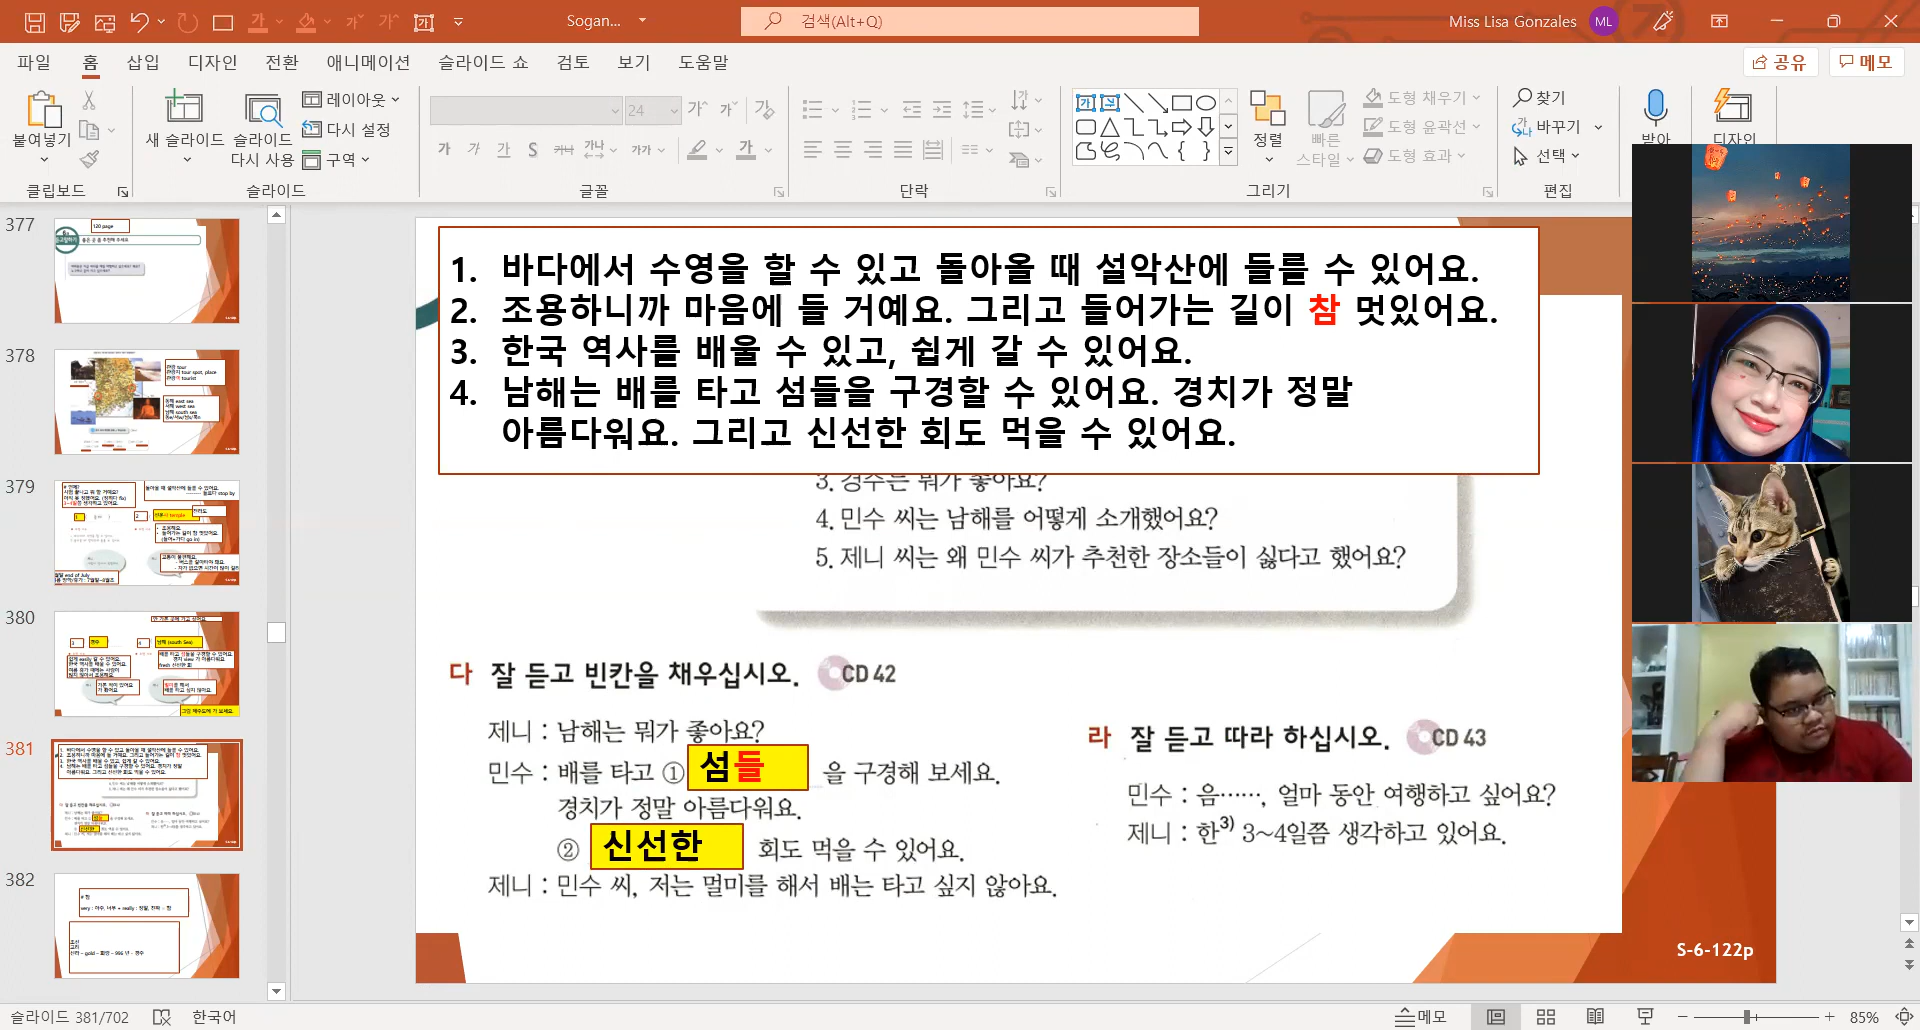 Sogan...
검색(Alt+Q)
Miss Lisa Gonzales
ML
파일 홈 삽입 디자인 전환 애니메이션 슬라이드 쇼 검토 보기 도움말
공유
메모
붙여넣기
클립보드
새 슬라이드
슬라이드 다시 사용
레이아웃
다시 설정
구역
슬라이드
24
글꼴
단락
정렬
빠른 스타일
도형 채우기
도형 윤곽선
도형 효과
그리기
찾기
바꾸기
선택
편집
받아
디자인
377
378
379
380
381
382
120 page
1. 바다에서 수영을 할 수 있고 돌아올 때 설악산에 들를 수 있어요.
2. 조용하니까 마음에 들 거예요. 그리고 들어가는 길이 참 멋있어요.
3. 한국 역사를 배울 수 있고, 쉽게 갈 수 있어요.
4. 남해는 배를 타고 섬들을 구경할 수 있어요. 경치가 정말
아름다워요. 그리고 신선한 회도 먹을 수 있어요.
3. 경주는 뭐가 좋아요?
4. 민수 씨는 남해를 어떻게 소개했어요?
5. 제니 씨는 왜 민수 씨가 추천한 장소들이 싫다고 했어요?
다 잘 듣고 빈칸을 채우십시오. CD 42
제니 : 남해는 뭐가 좋아요?
민수 : 배를 타고 ① 섬들 을 구경해 보세요.
경치가 정말 아름다워요.
② 신선한 회도 먹을 수 있어요.
제니 : 민수 씨, 저는 멀미를 해서 배는 타고 싶지 않아요.
라 잘 듣고 따라 하십시오. CD 43
민수 : 음……, 얼마 동안 여행하고 싶어요?
제니 : 한3) 3~4일쯤 생각하고 있어요.
S-6-122p
슬라이드 381/702
한국어
메모
85%